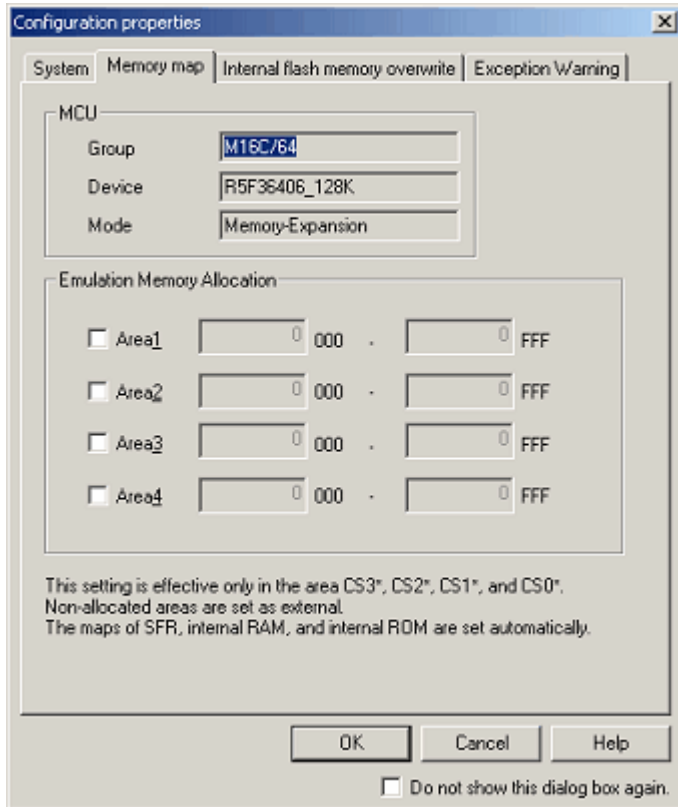 Configuration properties
System Memory map Internal flash memory overwrite Exception Warning
MCU
Group M16C/64
Device R5F36406_128K
Mode Memory-Expansion
Emulation Memory Allocation
Area1 0 000 - 0 FFF
Area2 0 000 - 0 FFF
Area3 0 000 - 0 FFF
Area4 0 000 - 0 FFF
This setting is effective only in the area CS3*, CS2*, CS1*, and CS0*.
Non-allocated areas are set as external.
The maps of SFR, internal RAM, and internal ROM are set automatically.
OK Cancel Help
Do not show this dialog box again.